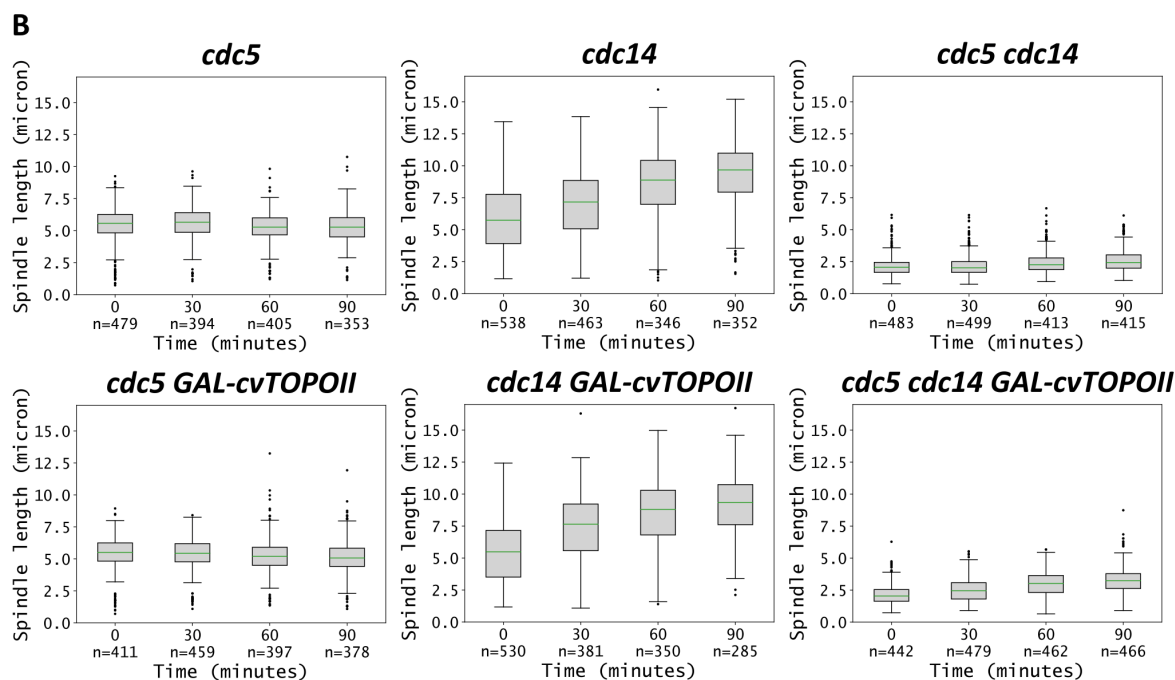 B
cdc5
cdc14
cdc5 cdc14
Spindle length (micron)
15.0
12.5
10.0
7.5
5.0
2.5
0.0
0 30 60 90
n=479 n=394 n=405 n=353
Time (minutes)
Spindle length (micron)
15.0
12.5
10.0
7.5
5.0
2.5
0.0
0 30 60 90
n=538 n=463 n=346 n=352
Time (minutes)
Spindle length (micron)
15.0
12.5
10.0
7.5
5.0
2.5
0.0
0 30 60 90
n=483 n=499 n=413 n=415
Time (minutes)
cdc5 GAL-cvTOPOII
cdc14 GAL-cvTOPOII
cdc5 cdc14 GAL-cvTOPOII
Spindle length (micron)
15.0
12.5
10.0
7.5
5.0
2.5
0.0
0 30 60 90
n=411 n=459 n=397 n=378
Time (minutes)
Spindle length (micron)
15.0
12.5
10.0
7.5
5.0
2.5
0.0
0 30 60 90
n=530 n=381 n=350 n=285
Time (minutes)
Spindle length (micron)
15.0
12.5
10.0
7.5
5.0
2.5
0.0
0 30 60 90
n=442 n=479 n=462 n=466
Time (minutes)